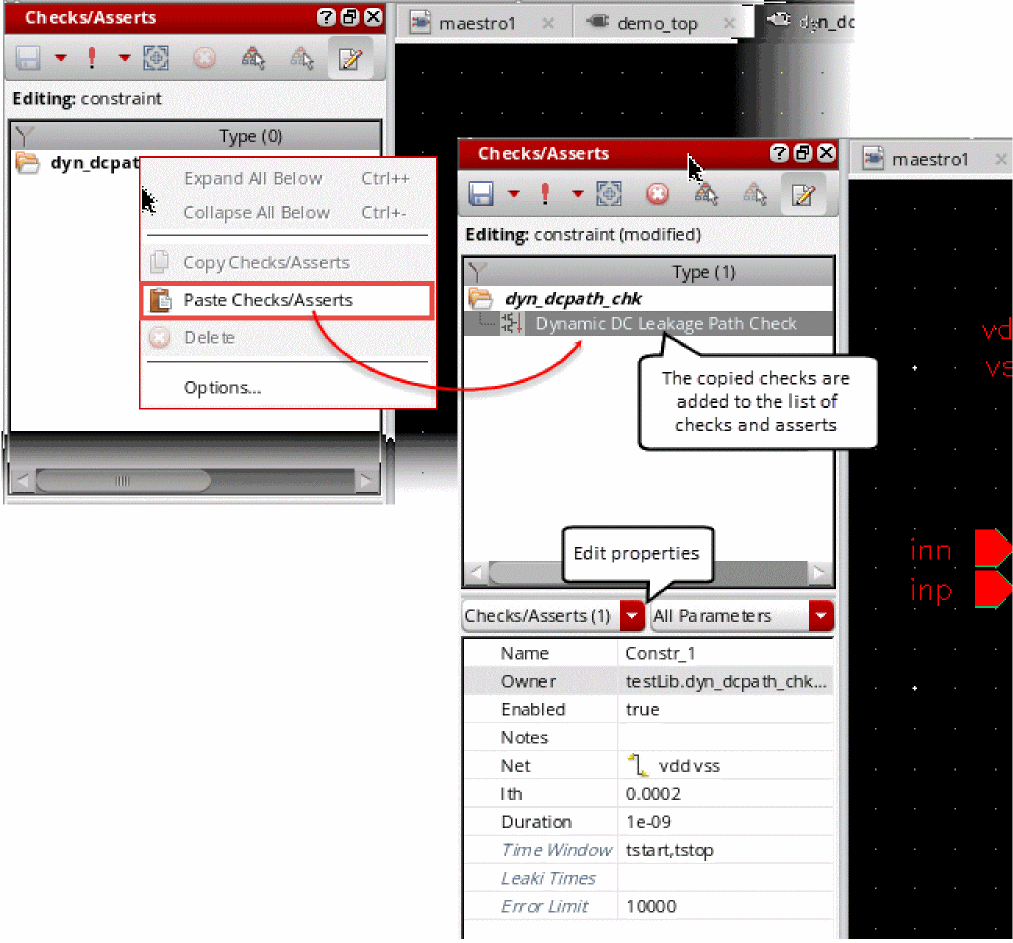 Checks/Asserts
maestro1
demo_top
Editing: constraint
Type (0)
Expand All Below Ctrl++
Collapse All Below Ctrl+-
Copy Checks/Asserts
Paste Checks/Asserts
Delete
Options...
Checks/Asserts
maestro1
Editing: constraint (modified)
Type (1)
dyn_dcpath_chk
Dynamic DC Leakage Path Check
The copied checks are
added to the list of
checks and asserts
inn
inp
Edit properties
Checks/Asserts (1)
All Parameters
Name Constr_1
Owner testLib.dyn_dcpath_chk...
Enabled true
Notes
Net vdd vss
Ith 0.0002
Duration 1e-09
Time Window tstart,tstop
Leaki Times
Error Limit 10000